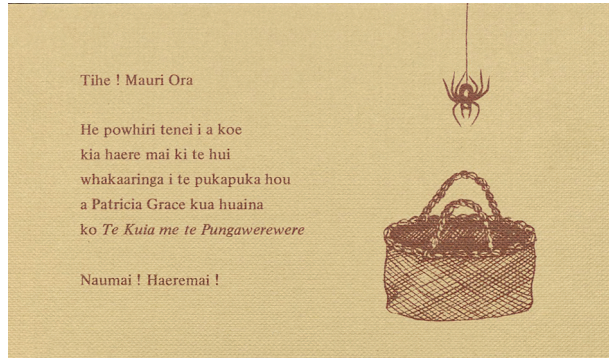 Tihe ! Mauri Ora
He powhiri tenei i a koe
kia haere mai ki te hui
whakaaringa i te pukapuka hou
a Patricia Grace kua huaina
ko Te Kuia me te Pungawerewere
Naumai ! Haeremai !